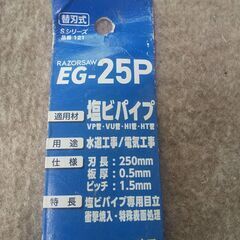 替刃式
Sシリーズ
品番 121
RAZORSAW
EG-25P
適用材 塩ビパイプ
VP管・VU管・HI管・HT管
用途 水道工事/電気工事
仕様 刃長:250mm
板厚:0.5mm
ピッチ:1.5mm
特長 塩ビパイプ専用目立
衝撃焼入・特殊表面処理